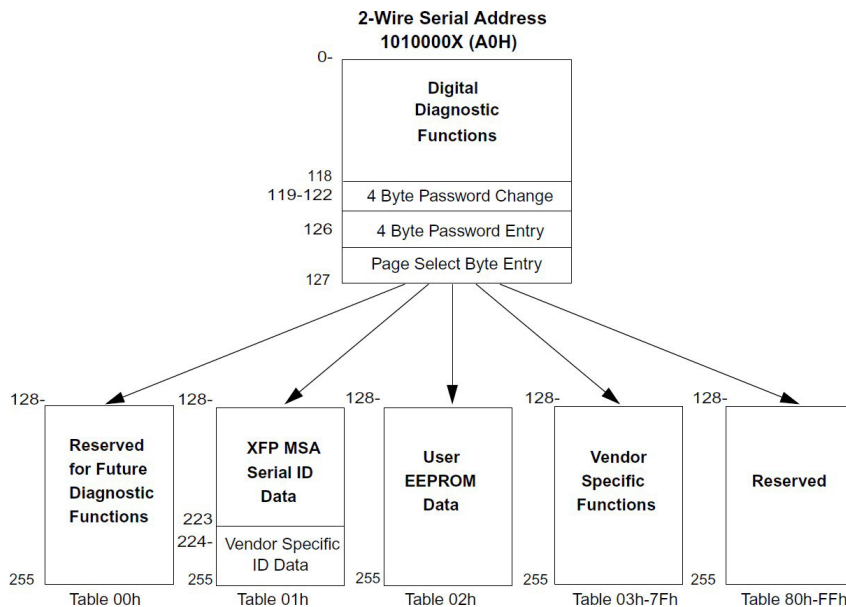 2-Wire Serial Address
1010000X (A0H)
0-
Digital
Diagnostic
Functions
118
119-122
4 Byte Password Change
126
4 Byte Password Entry
Page Select Byte Entry
127
128-
Reserved
for Future
Diagnostic
Functions
255
Table 00h
128-
XFP MSA
Serial ID
Data
223
224-
Vendor Specific
ID Data
255
Table 01h
128-
User
EEPROM
Data
255
Table 02h
128-
Vendor
Specific
Functions
255
Table 03h-7Fh
128-
Reserved
255
Table 80h-FFh